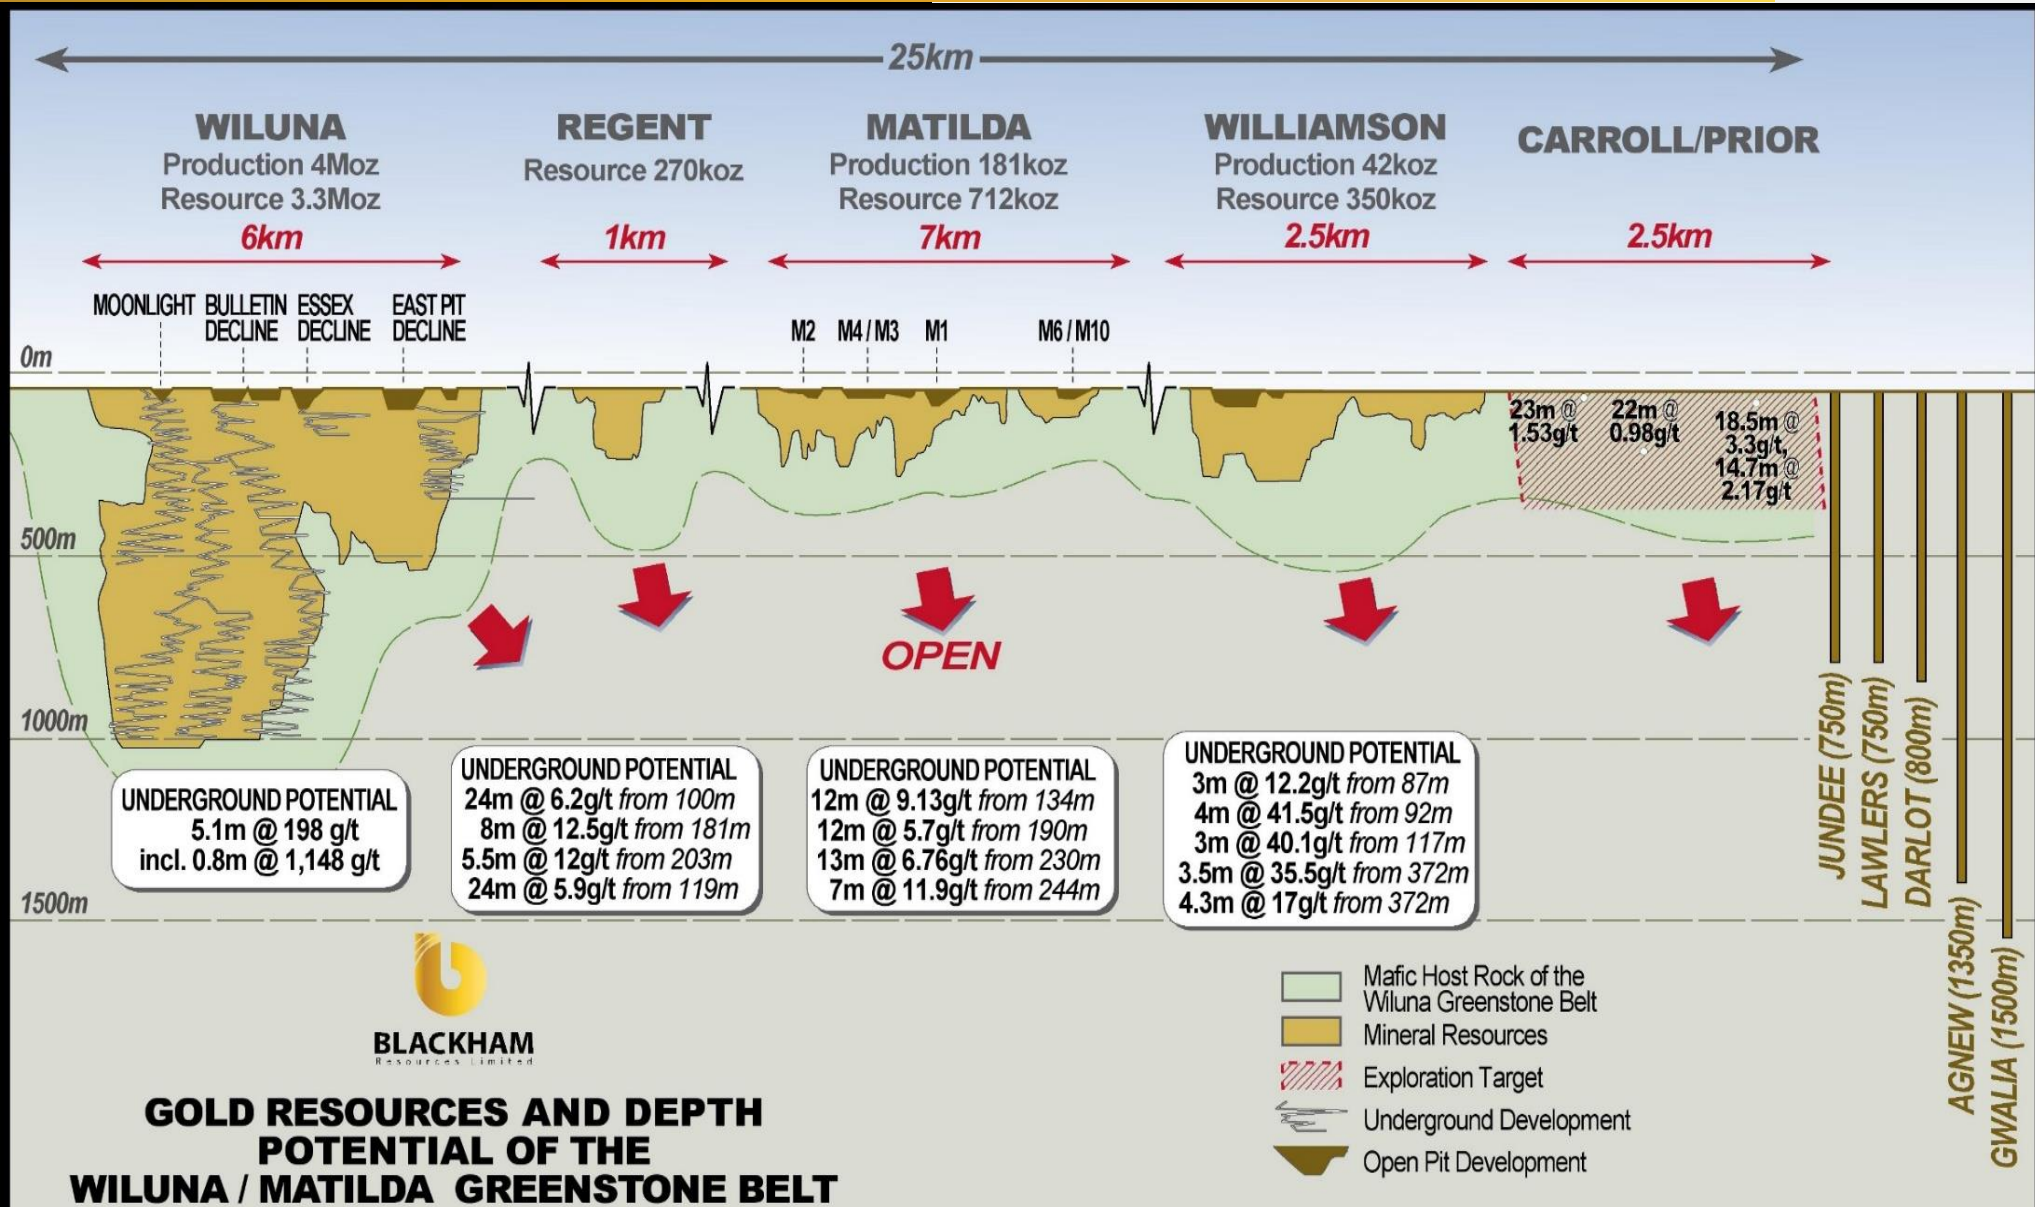 25km
WILUNA
Production 4Moz
Resource 3.3Moz
6km
REGENT
Resource 270koz
1km
MATILDA
Production 181koz
Resource 712koz
7km
WILLIAMSON
Production 42koz
Resource 350koz
2.5km
CARROLL/PRIOR
2.5km
MOONLIGHT
BULLETIN
DECLINE
ESSEX
DECLINE
EAST PIT
DECLINE
M2
M4 / M3
M1
M6 / M10
0m
500m
1000m
1500m
23m @
1.53g/t
22m @
0.98g/t
18.5m @
3.3g/t,
14.7m @
2.17g/t
OPEN
UNDERGROUND POTENTIAL
5.1m @ 198 g/t
incl. 0.8m @ 1,148 g/t
UNDERGROUND POTENTIAL
24m @ 6.2g/t from 100m
8m @ 12.5g/t from 181m
5.5m @ 12g/t from 203m
24m @ 5.9g/t from 119m
UNDERGROUND POTENTIAL
12m @ 9.13g/t from 134m
12m @ 5.7g/t from 190m
13m @ 6.76g/t from 230m
7m @ 11.9g/t from 244m
UNDERGROUND POTENTIAL
3m @ 12.2g/t from 87m
4m @ 41.5g/t from 92m
3m @ 40.1g/t from 117m
3.5m @ 35.5g/t from 372m
4.3m @ 17g/t from 372m
JUNDEE (750m)
LAWLERS (750m)
DARLOT (800m)
AGNEW (1350m)
GWALIA (1500m)
BLACKHAM
Resources Limited
GOLD RESOURCES AND DEPTH
POTENTIAL OF THE
WILUNA / MATILDA GREENSTONE BELT
Mafic Host Rock of the
Wiluna Greenstone Belt
Mineral Resources
Exploration Target
Underground Development
Open Pit Development